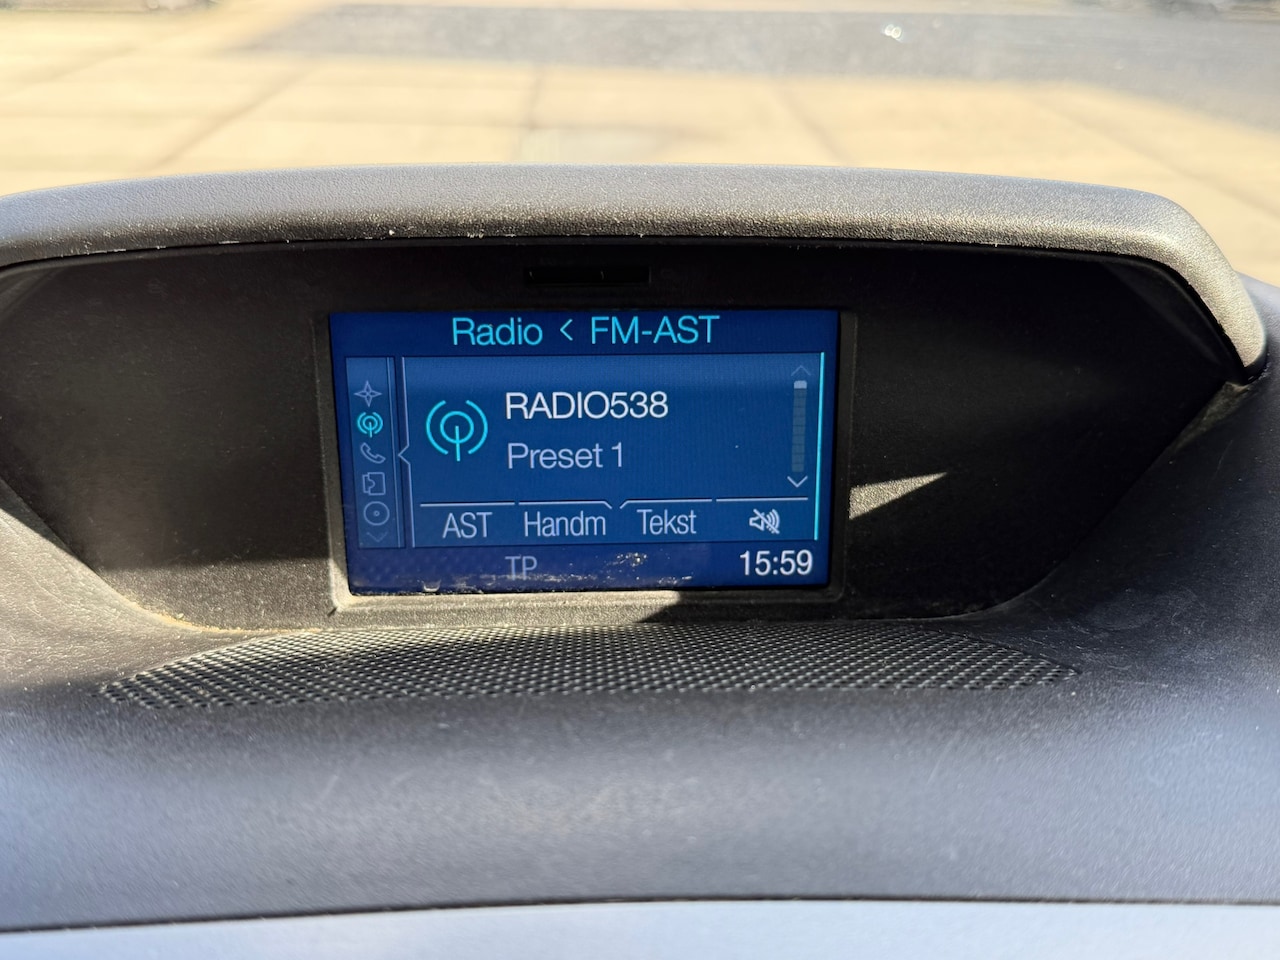 Radio < FM-AST
RADIO538
Preset 1
AST Handm Tekst
TP 15:59